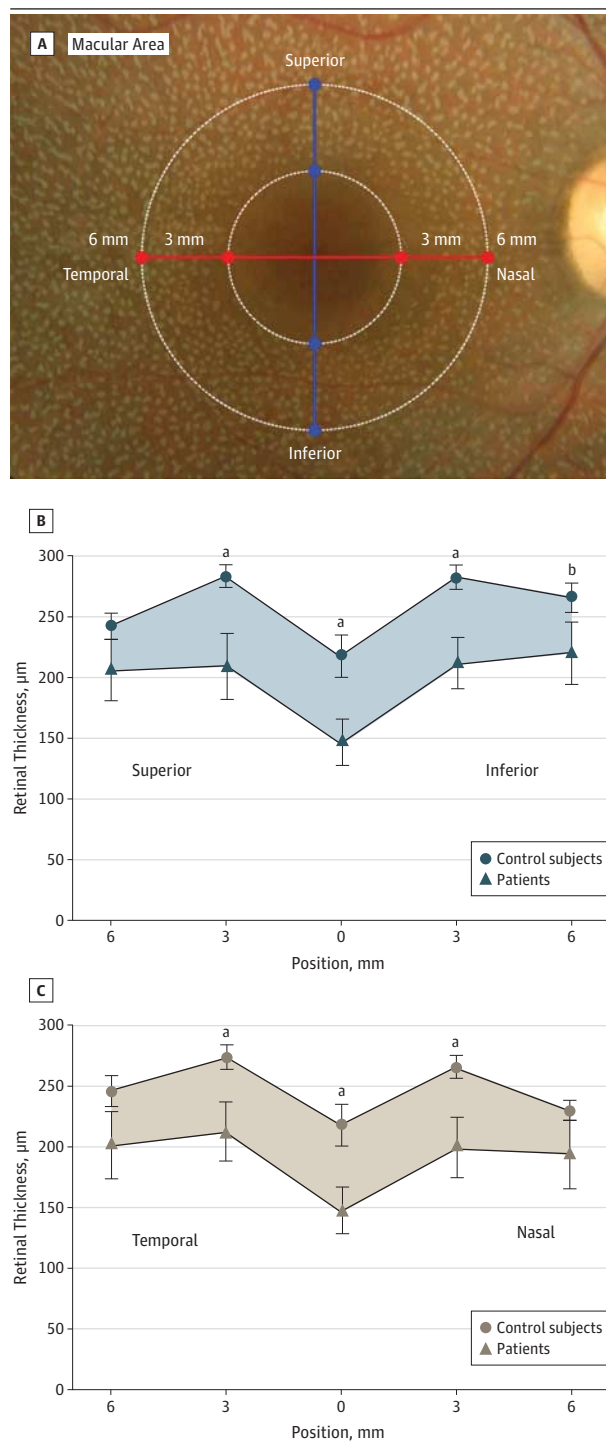 A Macular Area
Superior
6 mm 3 mm 3 mm 6 mm
Temporal Nasal
Inferior
B
300
250
200
150
100
50
0
Retinal Thickness, µm
a
a
a
b
Superior
Inferior
Control subjects
Patients
6 3 0 3 6
Position, mm
C
300
250
200
150
100
50
0
Retinal Thickness, µm
a
a
a
Temporal
Nasal
Control subjects
Patients
6 3 0 3 6
Position, mm